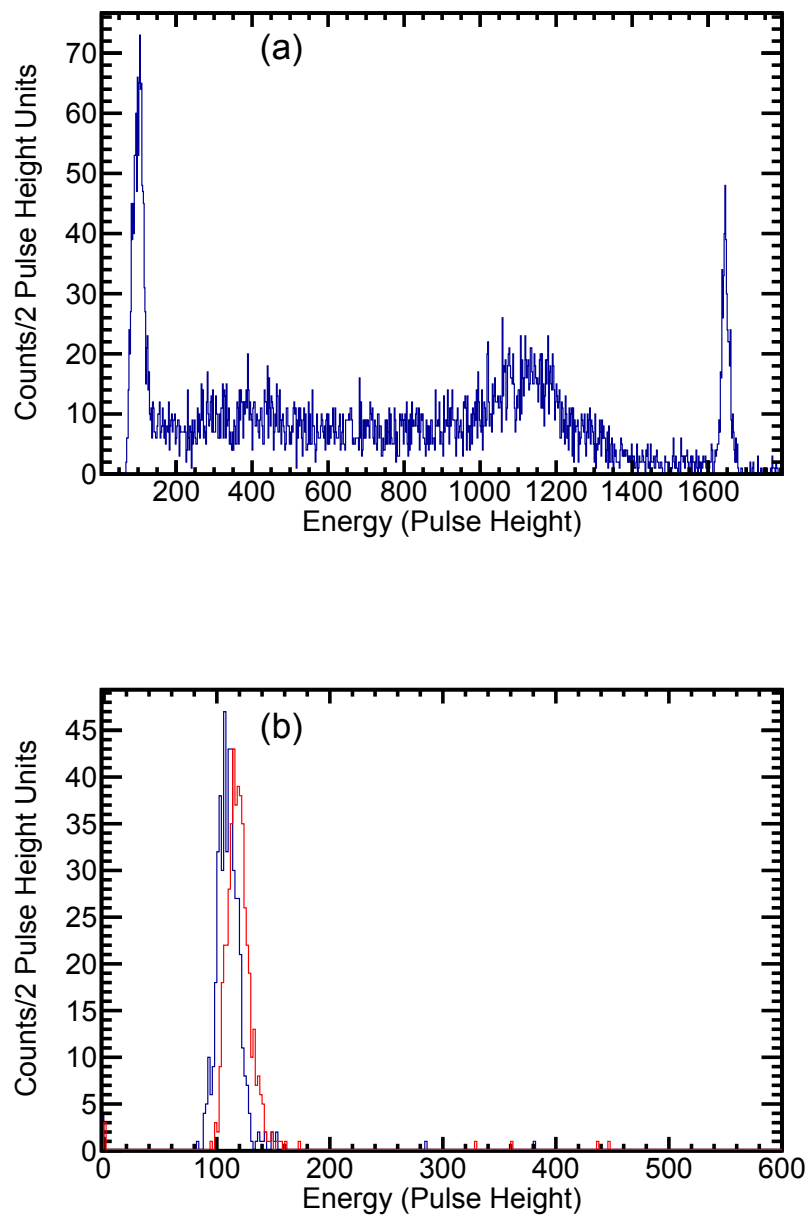 (a)
70
60
50
40
30
20
10
0
Counts/2 Pulse Height Units
200 400 600 800 1000 1200 1400 1600
Energy (Pulse Height)
(b)
45
40
35
30
25
20
15
10
5
0
Counts/2 Pulse Height Units
0 100 200 300 400 500 600
Energy (Pulse Height)